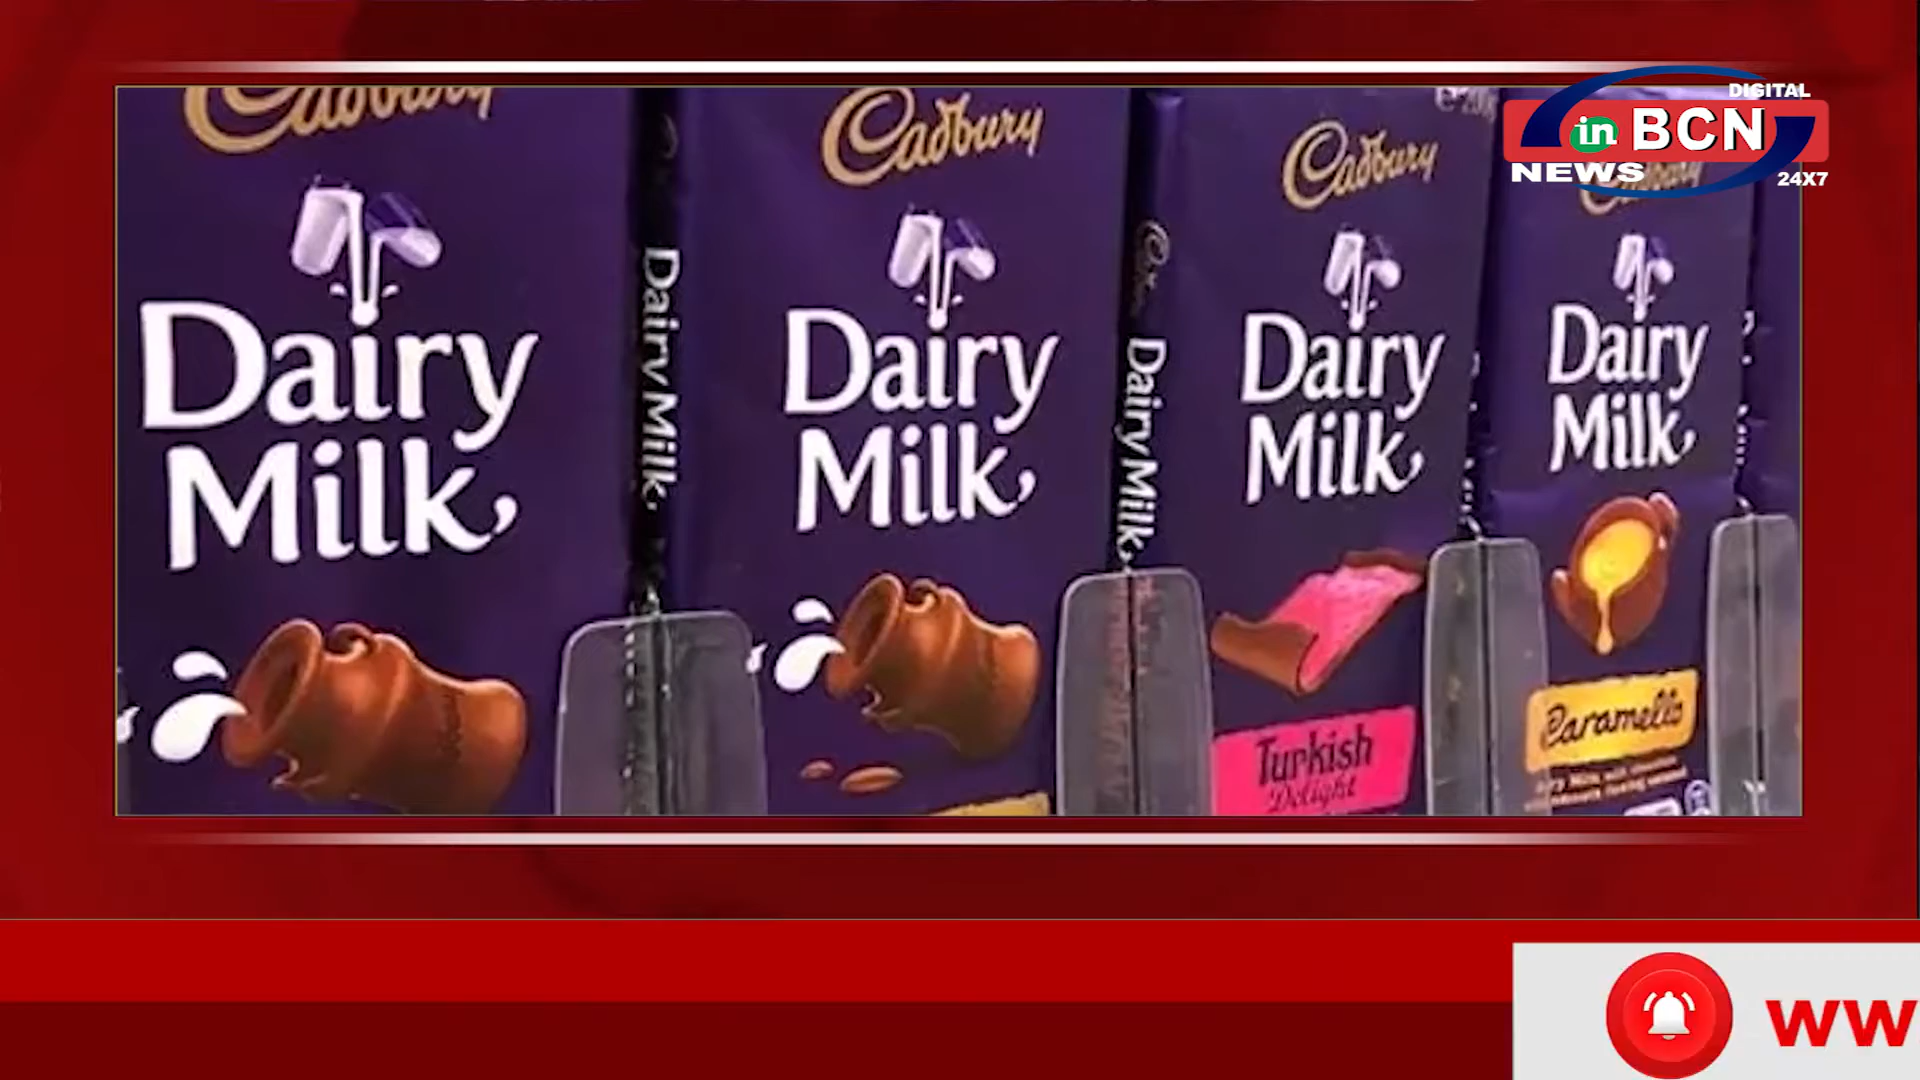 Cadbury
Dairy
Milk
Dairy Milk
Cadbury
Dairy
Milk
Dairy Milk
Cadbury
Dairy
Milk
Turkish
Delight
Cadbury
Dairy
Milk
Caramello
DIGITAL
in BCN
NEWS
24X7
ww